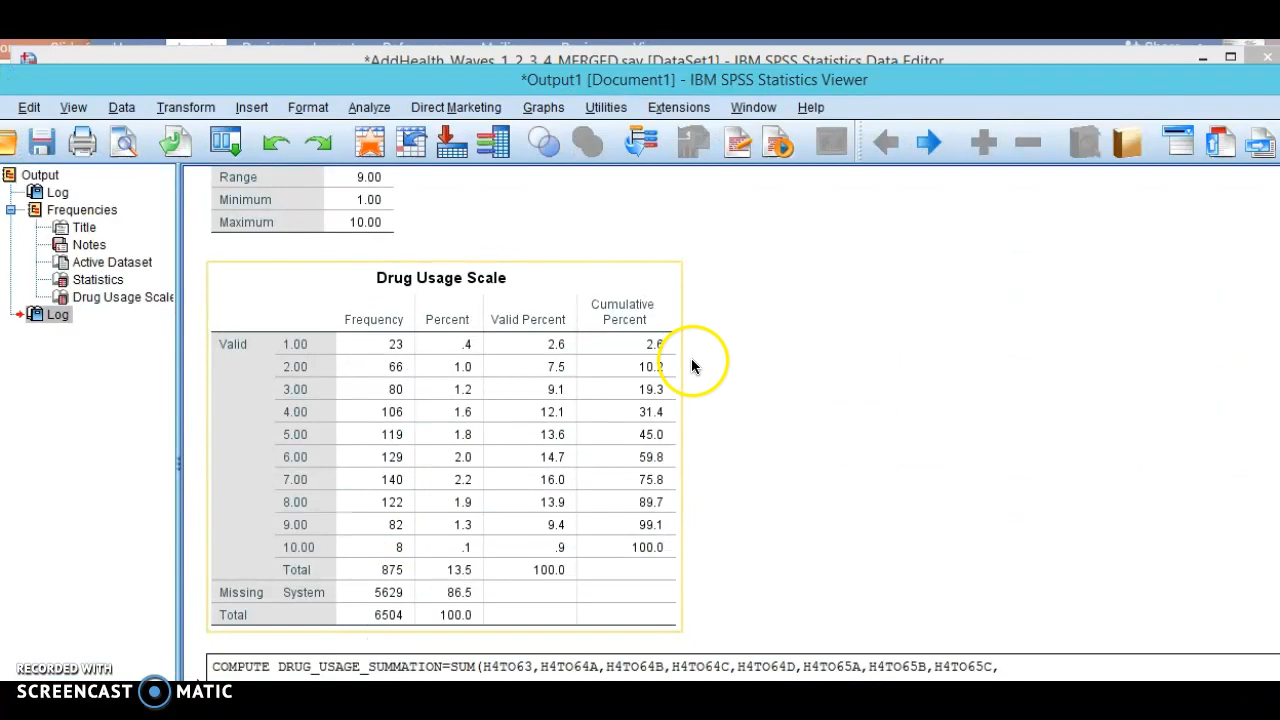 *AddHealth_Waves_1_2_3_4_MERGED.sav [DataSet1] - IBM SPSS Statistics Data Editor
*Output1 [Document1] - IBM SPSS Statistics Viewer
Edit View Data Transform Insert Format Analyze Direct Marketing Graphs Utilities Extensions Window Help
Output
Log
Frequencies
Title
Notes
Active Dataset
Statistics
Drug Usage Scale
Log
Range 9.00
Minimum 1.00
Maximum 10.00
Drug Usage Scale
Frequency Percent Valid Percent Cumulative Percent
Valid 1.00 23 .4 2.6 2.6
2.00 66 1.0 7.5 10.2
3.00 80 1.2 9.1 19.3
4.00 106 1.6 12.1 31.4
5.00 119 1.8 13.6 45.0
6.00 129 2.0 14.7 59.8
7.00 140 2.2 16.0 75.8
8.00 122 1.9 13.9 89.7
9.00 82 1.3 9.4 99.1
10.00 8 .1 .9 100.0
Total 875 13.5 100.0
Missing System 5629 86.5
Total 6504 100.0
COMPUTE DRUG_USAGE_SUMMATION=SUM(H4TO63,H4TO64A,H4TO64B,H4TO64C,H4TO64D,H4TO65A,H4TO65B,H4TO65C,
RECORDED WITH
SCREENCAST MATIC